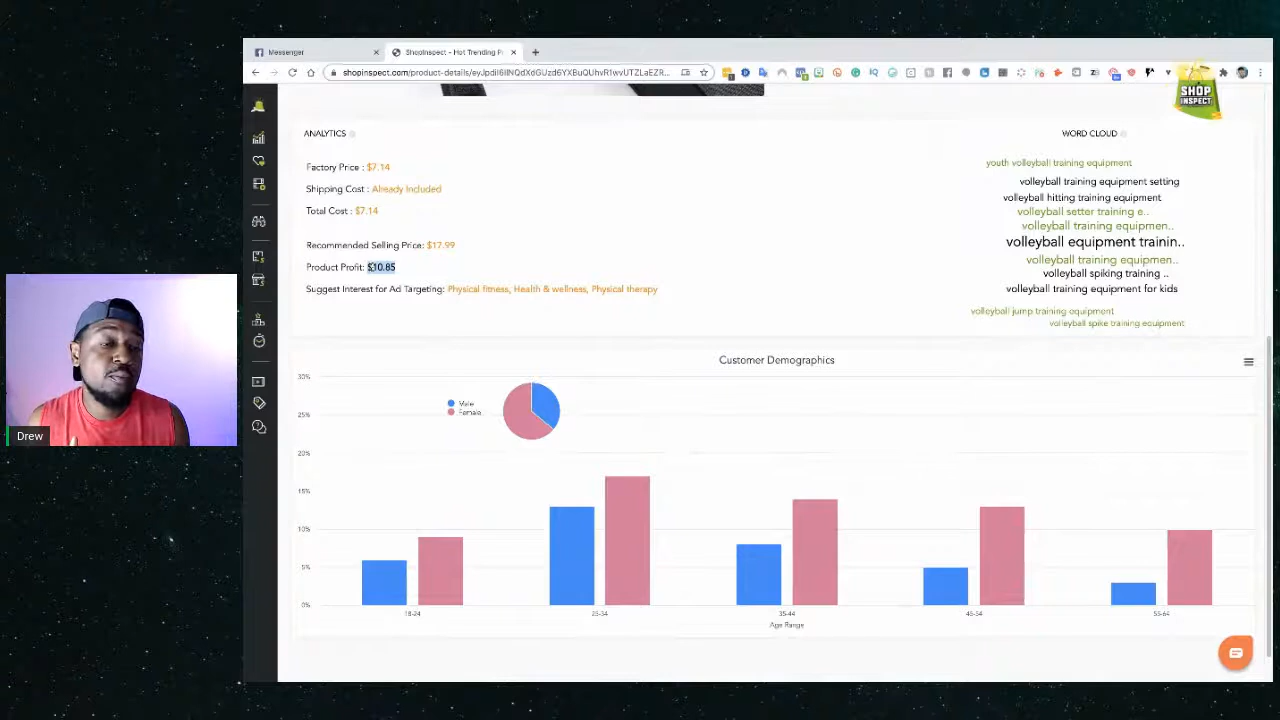 Messenger
ShopInspect - Hot Trending Pr
SHOP
INSPECT
ANALYTICS
WORD CLOUD
Factory Price : $7.14
Shipping Cost : Already Included
Total Cost : $7.14
Recommended Selling Price: $17.99
Product Profit: $10.85
Suggest Interest for Ad Targeting: Physical fitness, Health & wellness, Physical therapy
youth volleyball training equipment
volleyball training equipment setting
volleyball hitting training equipment
volleyball setter training e..
volleyball training equipmen..
volleyball equipment trainin..
volleyball training equipmen..
volleyball spiking training ..
volleyball training equipment for kids
volleyball jump training equipment
volleyball spike training equipment
Customer Demographics
Male
Female
30%
25%
20%
15%
10%
5%
0%
18-24
25-34
35-44
45-54
55-64
Age Range
Drew